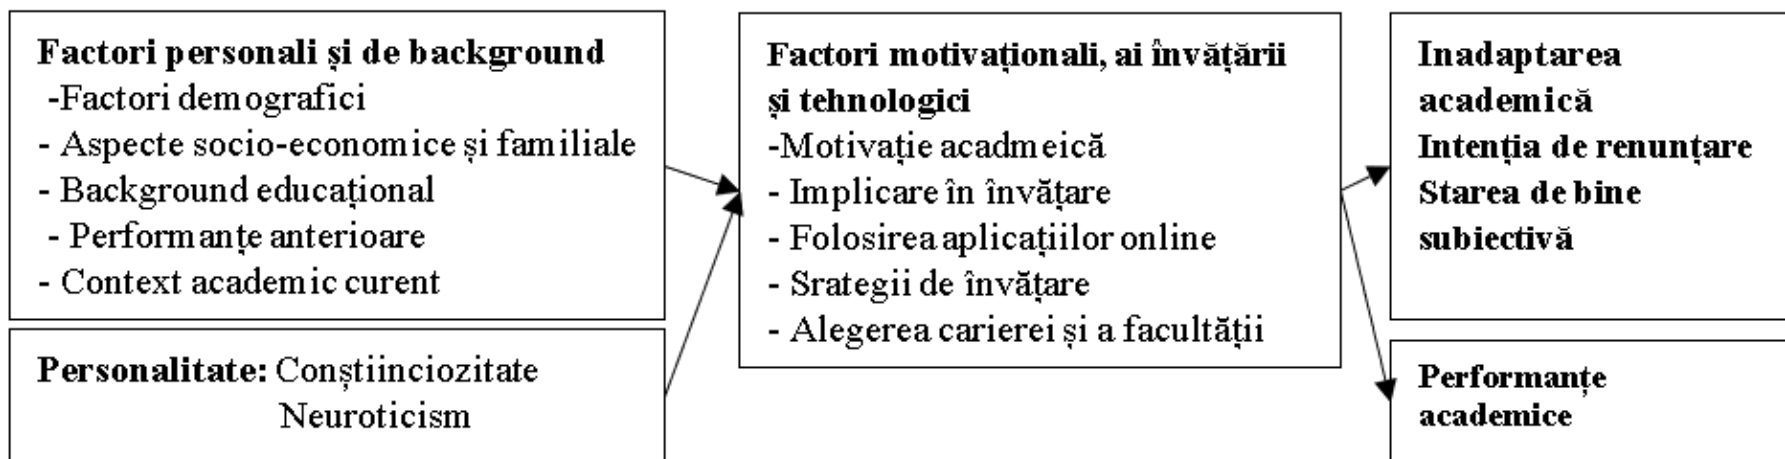 Factori personali și de background
-Factori demografici
- Aspecte socio-economice și familiale
- Background educațional
- Performanțe anterioare
- Context academic curent
Personalitate: Conștiinciozitate
Neuroticism
Factori motivaționali, ai învățării
și tehnologici
-Motivație acadmeică
- Implicare în învățare
- Folosirea aplicațiilor online
- Srategii de învățare
- Alegerea carierei și a facultății
Inadaptarea
academică
Intenția de renunțare
Starea de bine
subiectivă
Performanțe
academice